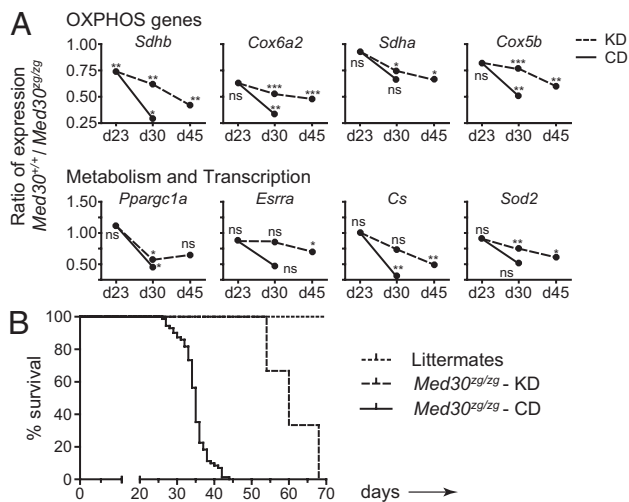 A
OXPHOS genes
Sdhb Cox6a2 Sdha Cox5b
KD
CD
Ratio of expression
Med30+/+ / Med30zg/zg
1.00
0.75
0.50
0.25
** ** ** *
ns *** *** **
ns * * ns
ns *** ** **
d23 d30 d45 d23 d30 d45 d23 d30 d45 d23 d30 d45
Metabolism and Transcription
Ppargc1a Esrra Cs Sod2
1.50
1.00
0.50
ns * ns *
ns ns * ns
ns ns ** **
ns ** * ns
d23 d30 d45 d23 d30 d45 d23 d30 d45 d23 d30 d45
B
% survival
100
80
60
40
20
0
0 20 30 40 50 60 70
days
Littermates
Med30zg/zg - KD
Med30zg/zg - CD